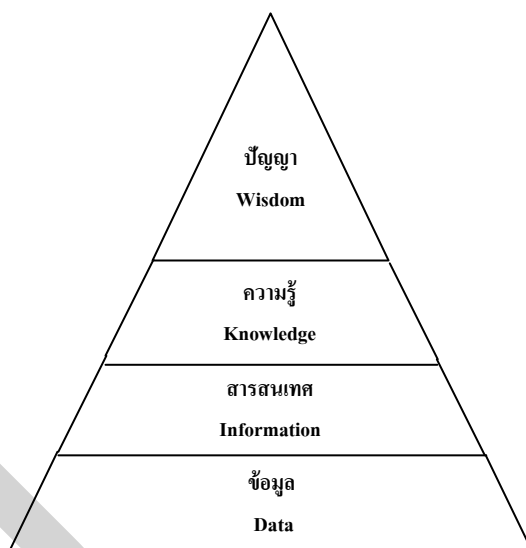 ปัญญา
Wisdom
ความรู้
Knowledge
สารสนเทศ
Information
ข้อมูล
Data